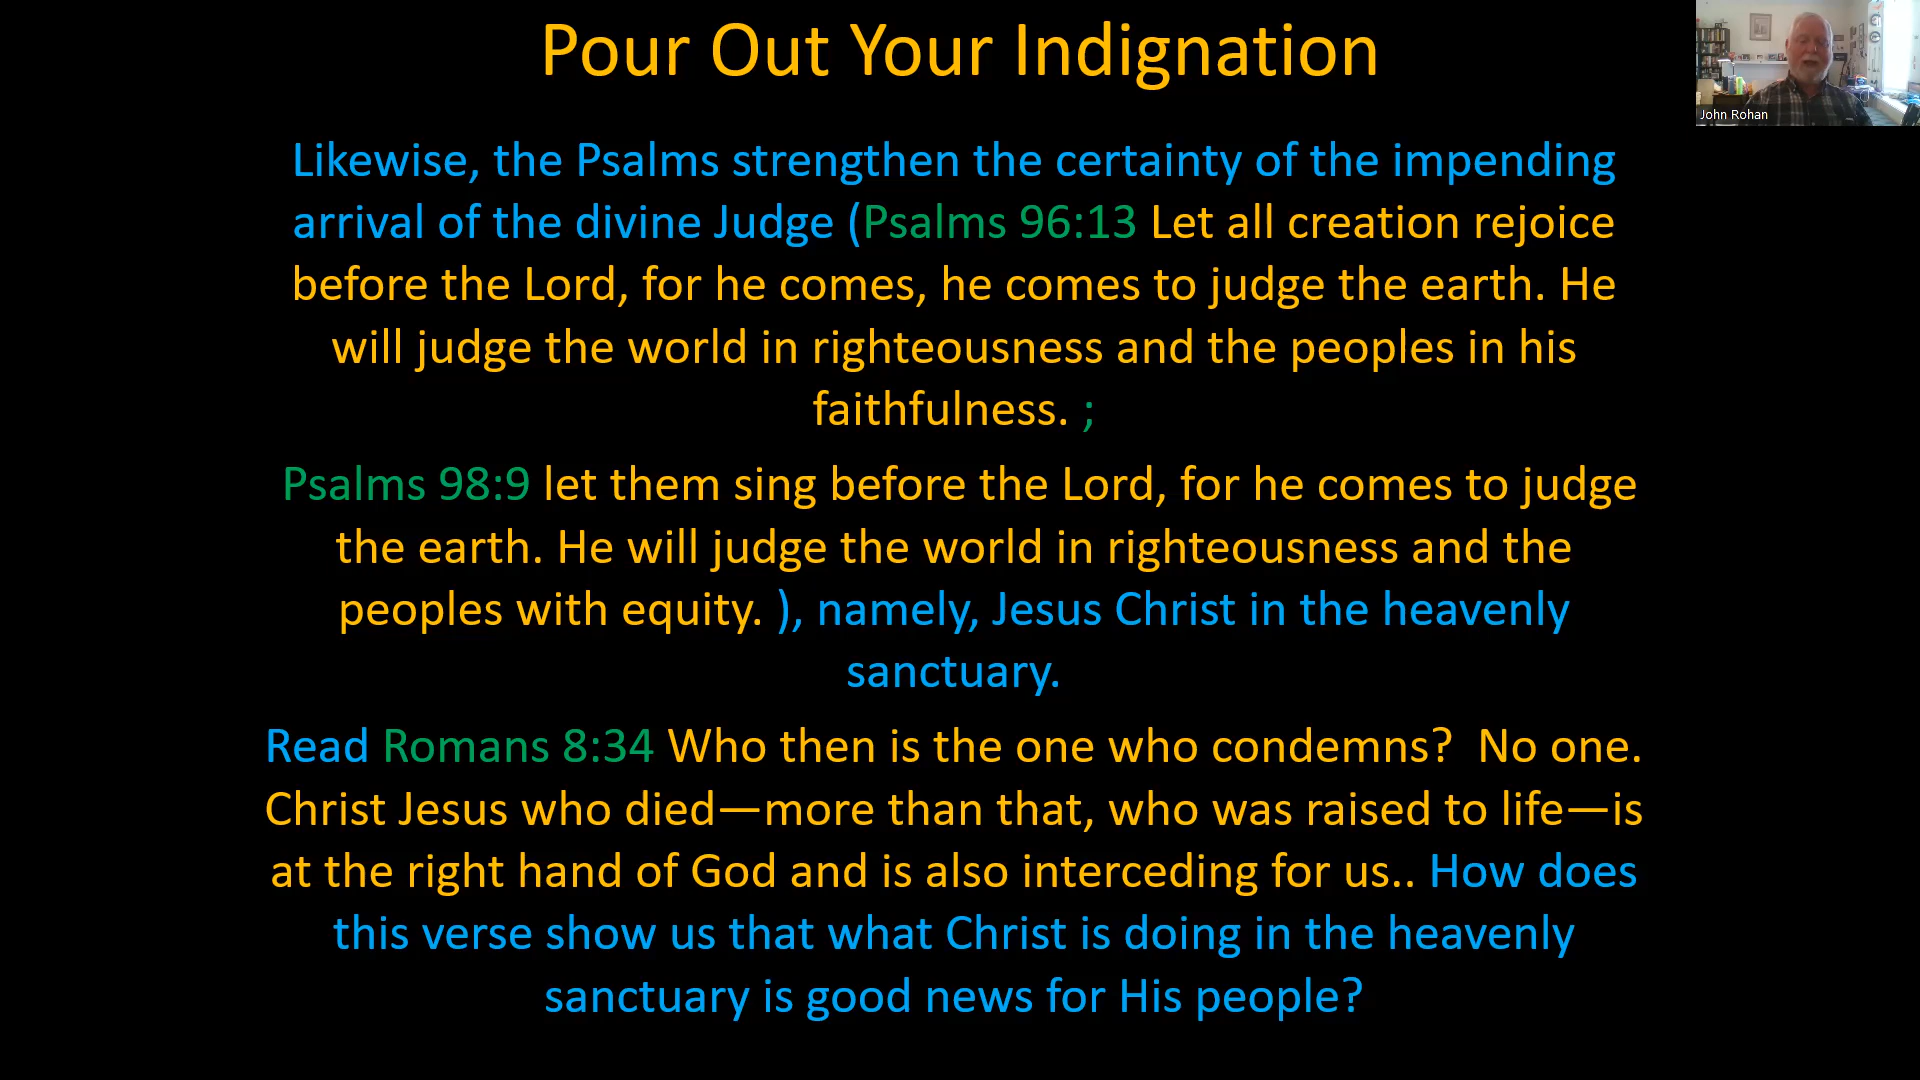 Pour Out Your Indignation
John Rohan
Likewise, the Psalms strengthen the certainty of the impending
arrival of the divine Judge (Psalms 96:13 Let all creation rejoice
before the Lord, for he comes, he comes to judge the earth. He
will judge the world in righteousness and the peoples in his
faithfulness. ;
Psalms 98:9 let them sing before the Lord, for he comes to judge
the earth. He will judge the world in righteousness and the
peoples with equity. ), namely, Jesus Christ in the heavenly
sanctuary.
Read Romans 8:34 Who then is the one who condemns?  No one.
Christ Jesus who died—more than that, who was raised to life—is
at the right hand of God and is also interceding for us.. How does
this verse show us that what Christ is doing in the heavenly
sanctuary is good news for His people?